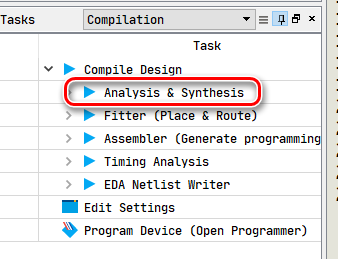 Tasks Compilation
Task
Compile Design
Analysis & Synthesis
Fitter (Place & Route)
Assembler (Generate programming
Timing Analysis
EDA Netlist Writer
Edit Settings
Program Device (Open Programmer)